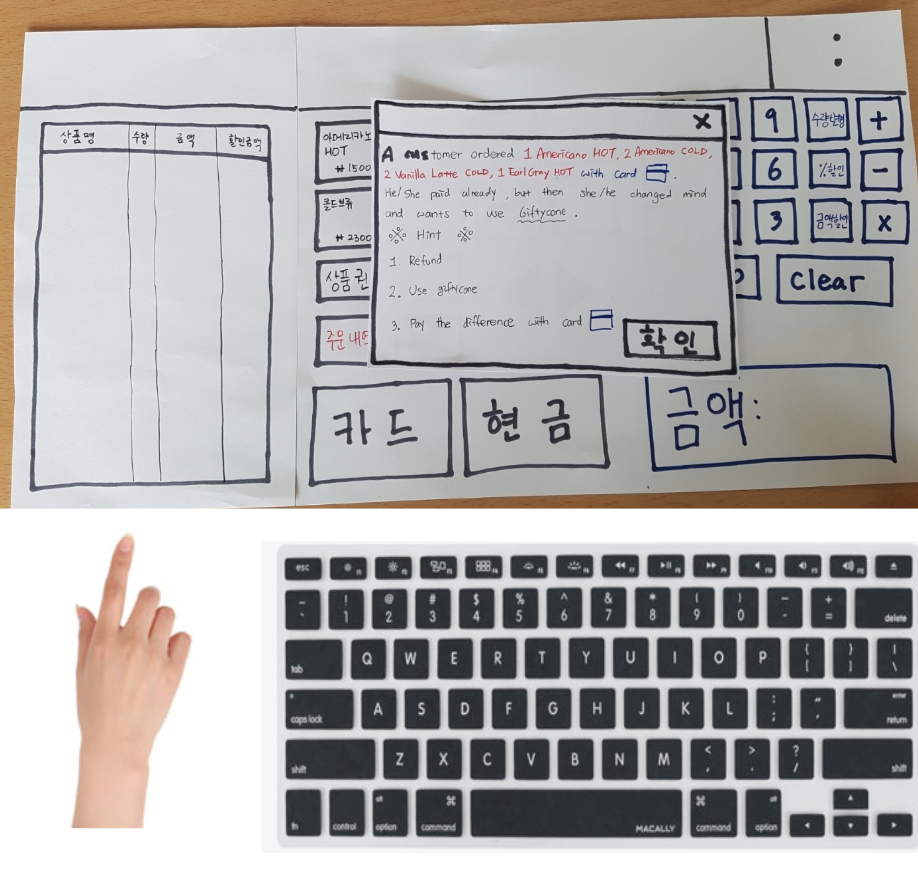 :
상품명 수량 금액 할인금액
아메리카노
HOT
₩1500
콜드브류
₩2300
상품권
주문내
X
A customer ordered 1 Americano HOT, 2 Americano COLD,
2 Vanilla Latte COLD, 1 Earl Gray HOT with card .
He/She paid already, but then she/he changed mind
and wants to use Giftycone .
※ Hint ※
1. Refund
2. Use giftycone
3. Pay the difference with card
확인
9 수량변경 +
6 %할인 -
3 금액할인 X
clear
카드 현금 금액:
esc F1 F2 F3 F4 F5 F6 F7 F8 F9 F10 F11 F12
~ ` ! 1 @ 2 # 3 $ 4 % 5 ^ 6 & 7 * 8 ( 9 ) 0 - + = delete
tab Q W E R T Y U I O P { [ } ] | \
caps lock A S D F G H J K L : ; " ' enter return
shift Z X C V B N M < , > . ? / shift
fn control alt option ⌘ command MACALLY ⌘ command alt option